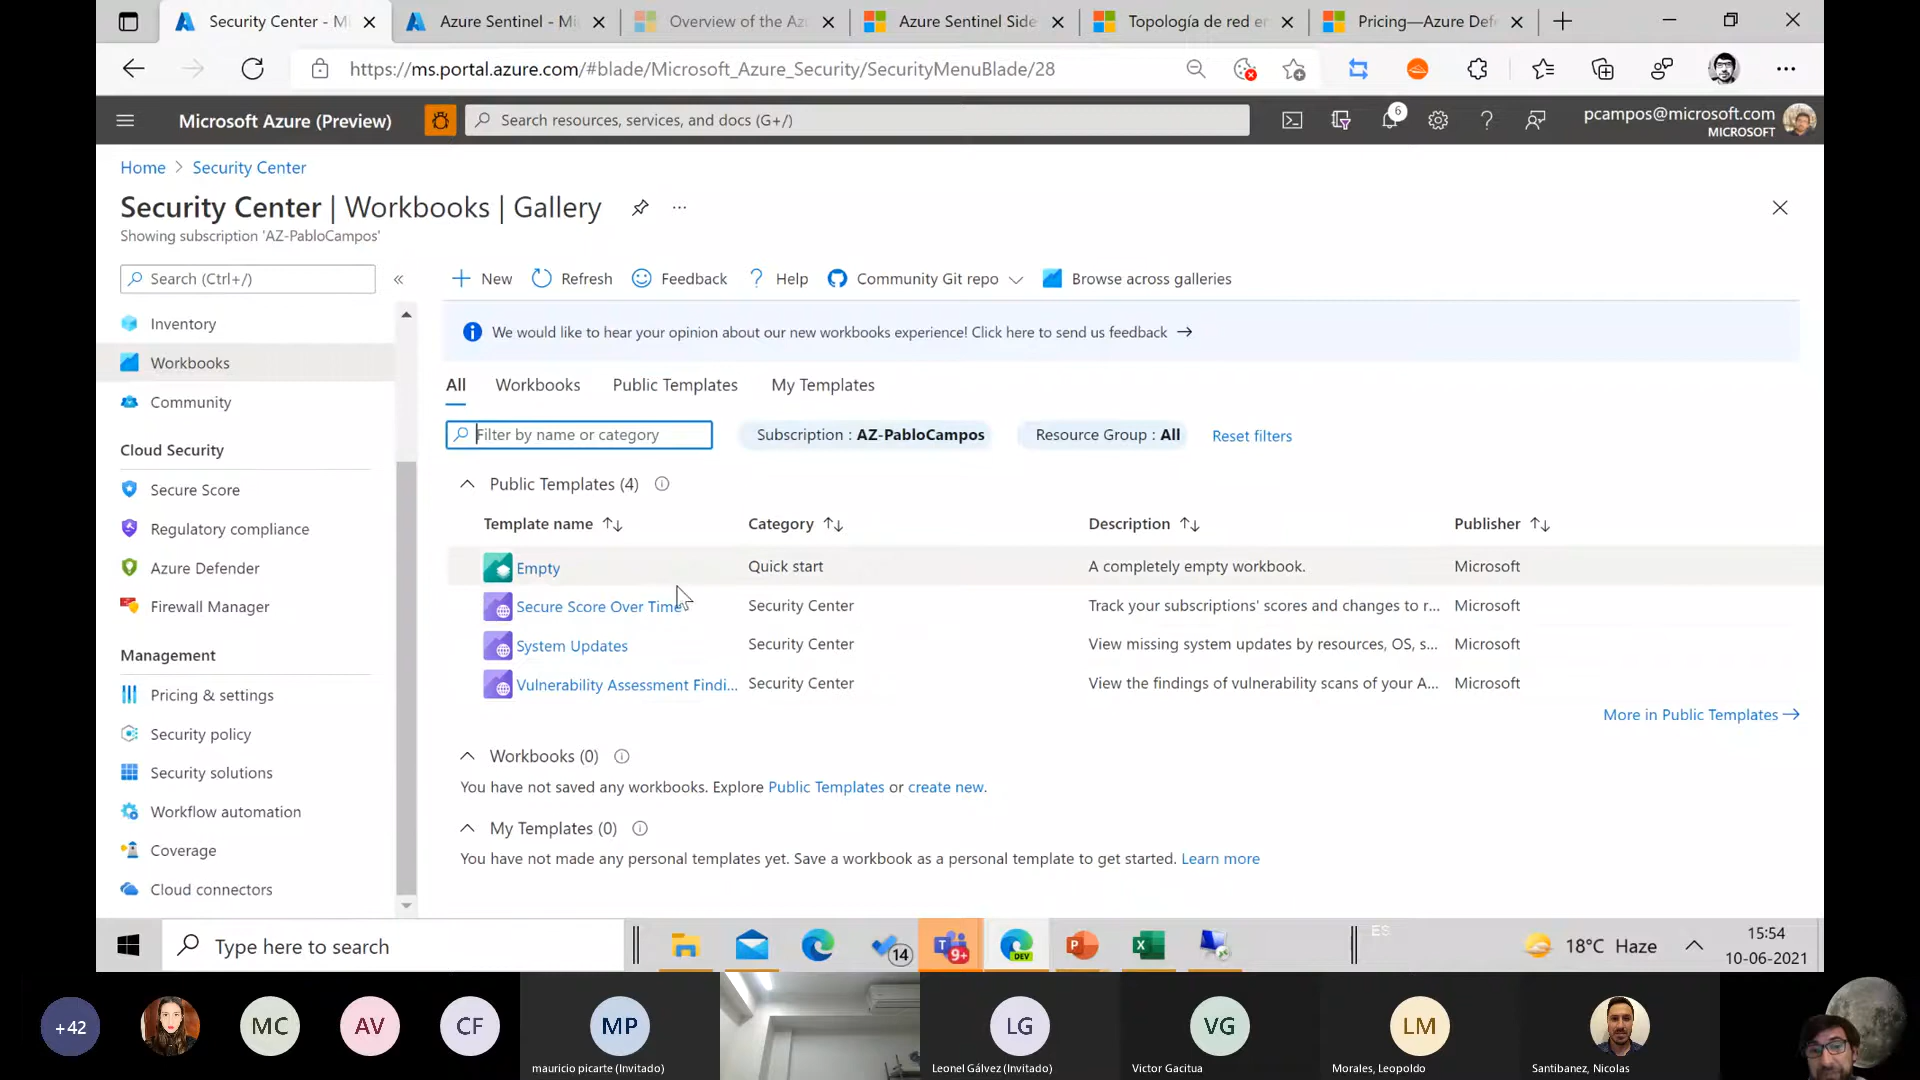 Security Center - Mi
Azure Sentinel - Mi
Overview of the Az
Azure Sentinel Side
Topología de red en
Pricing—Azure Defe
https://ms.portal.azure.com/#blade/Microsoft_Azure_Security/SecurityMenuBlade/28
Microsoft Azure (Preview)
Search resources, services, and docs (G+/)
6
pcampos@microsoft.com
MICROSOFT
Home > Security Center
Security Center | Workbooks | Gallery
Showing subscription 'AZ-PabloCampos'
Search (Ctrl+/)
Inventory
Workbooks
Community
Cloud Security
Secure Score
Regulatory compliance
Azure Defender
Firewall Manager
Management
Pricing & settings
Security policy
Security solutions
Workflow automation
Coverage
Cloud connectors
New Refresh Feedback Help Community Git repo Browse across galleries
We would like to hear your opinion about our new workbooks experience! Click here to send us feedback →
All Workbooks Public Templates My Templates
Filter by name or category
Subscription : AZ-PabloCampos
Resource Group : All
Reset filters
Public Templates (4)
Template name Category Description Publisher
Empty Quick start A completely empty workbook. Microsoft
Secure Score Over Time Security Center Track your subscriptions' scores and changes to r... Microsoft
System Updates Security Center View missing system updates by resources, OS, s... Microsoft
Vulnerability Assessment Findi... Security Center View the findings of vulnerability scans of your A... Microsoft
More in Public Templates →
Workbooks (0)
You have not saved any workbooks. Explore Public Templates or create new.
My Templates (0)
You have not made any personal templates yet. Save a workbook as a personal template to get started. Learn more
Type here to search
14
9+
DEV
ES
18°C Haze
15:54
10-06-2021
+42
MC
AV
CF
MP
mauricio picarte (Invitado)
LG
Leonel Gálvez (Invitado)
VG
Victor Gacitua
LM
Morales, Leopoldo
Santibanez, Nicolas